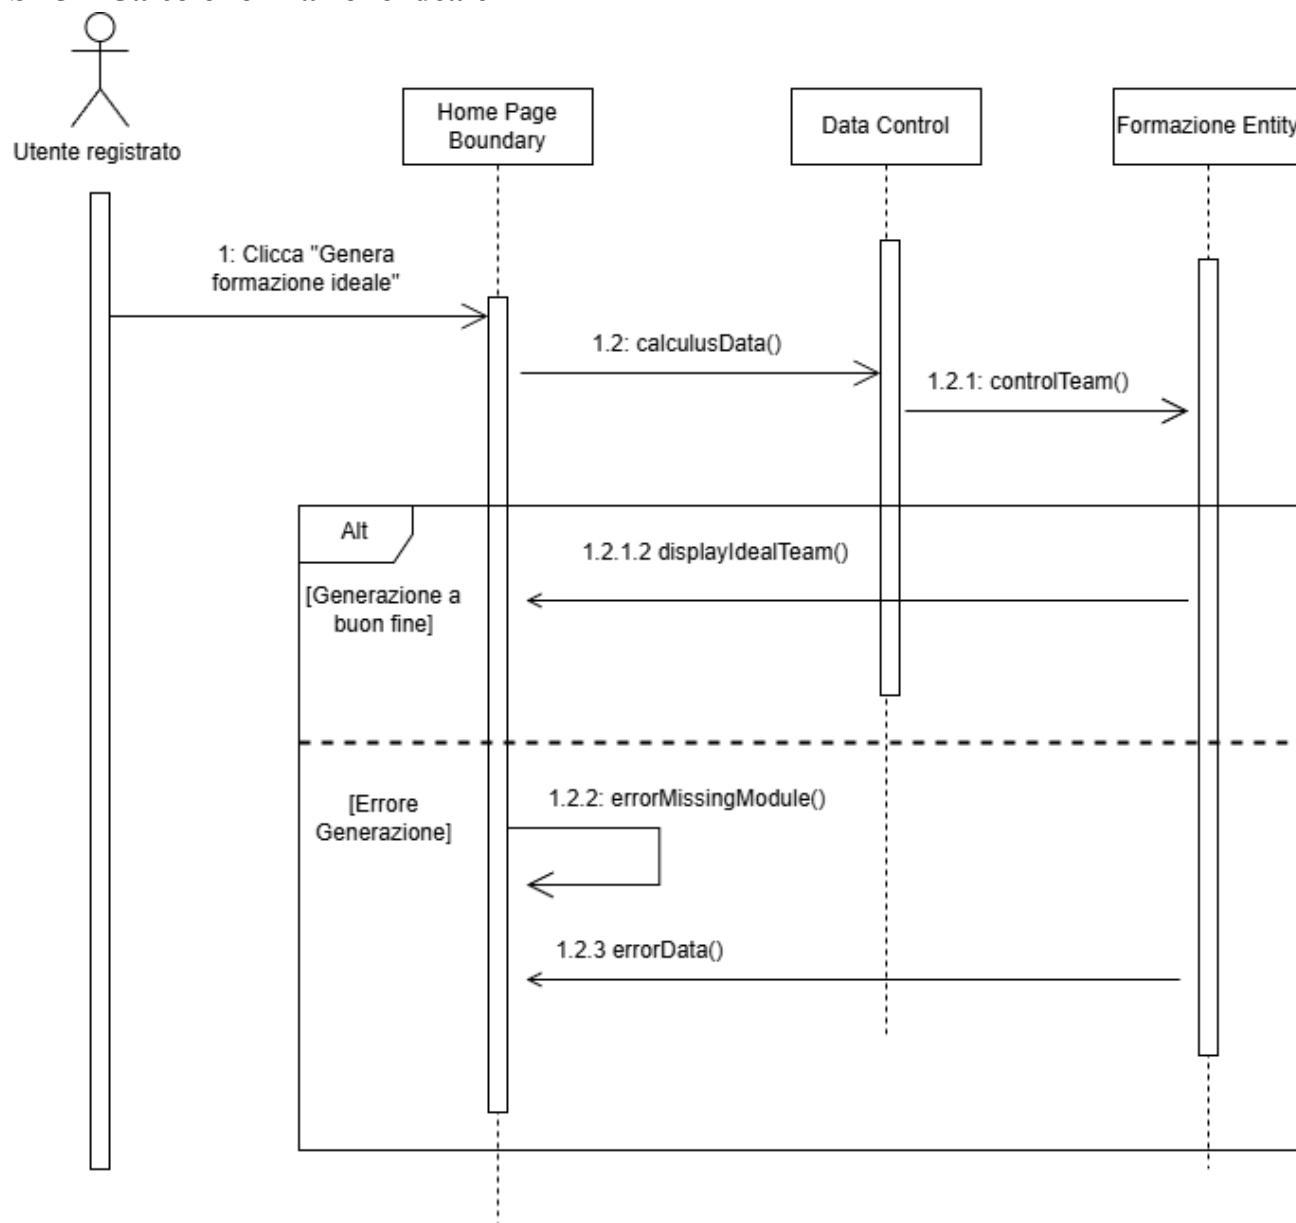 Utente registrato
Home Page
Boundary
Data Control
Formazione Entity
1: Clicca "Genera
formazione ideale"
1.2: calculusData()
1.2.1: controlTeam()
Alt
1.2.1.2 displayIdealTeam()
[Generazione a
buon fine]
1.2.2: errorMissingModule()
[Errore
Generazione]
1.2.3 errorData()